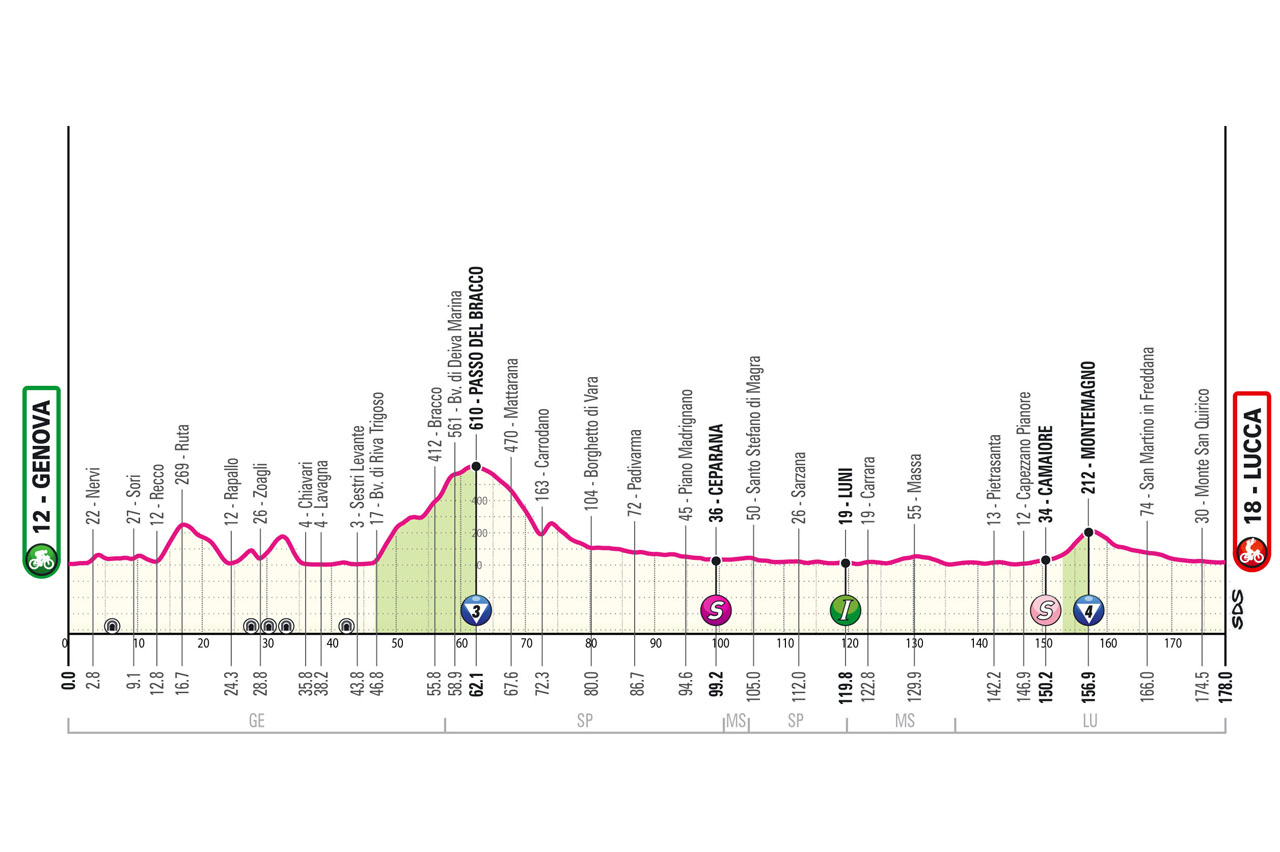 12 - GENOVA
22 - Nervi
27 - Sori
12 - Recco
269 - Ruta
12 - Rapallo
26 - Zoagli
4 - Chiavari
4 - Lavagna
3 - Sestri Levante
17 - Bv. di Riva Trigoso
412 - Bracco
561 - Bv. di Deiva Marina
610 - PASSO DEL BRACCO
470 - Mattarana
163 - Carrodano
104 - Borghetto di Vara
72 - Padivarma
45 - Piano Madrignano
36 - CEPARANA
50 - Santo Stefano di Magra
26 - Sarzana
19 - LUNI
19 - Carrara
55 - Massa
13 - Pietrasanta
12 - Capezzano Pianore
34 - CAMAIORE
212 - MONTEMAGNO
74 - San Martino in Freddana
30 - Monte San Quirico
18 - LUCCA
400
200
0
3
S
I
S
4
SDS
0 10 20 30 40 50 60 70 80 90 100 110 120 130 140 150 160 170
0.0 2.8 9.1 12.8 16.7 24.3 28.8 35.8 38.2 43.8 46.8 55.8 58.9 62.1 67.6 72.3 80.0 86.7 94.6 99.2 105.0 112.0 119.8 122.8 129.9 142.2 146.9 150.2 156.9 166.0 174.5 178.0
GE SP MS SP MS LU